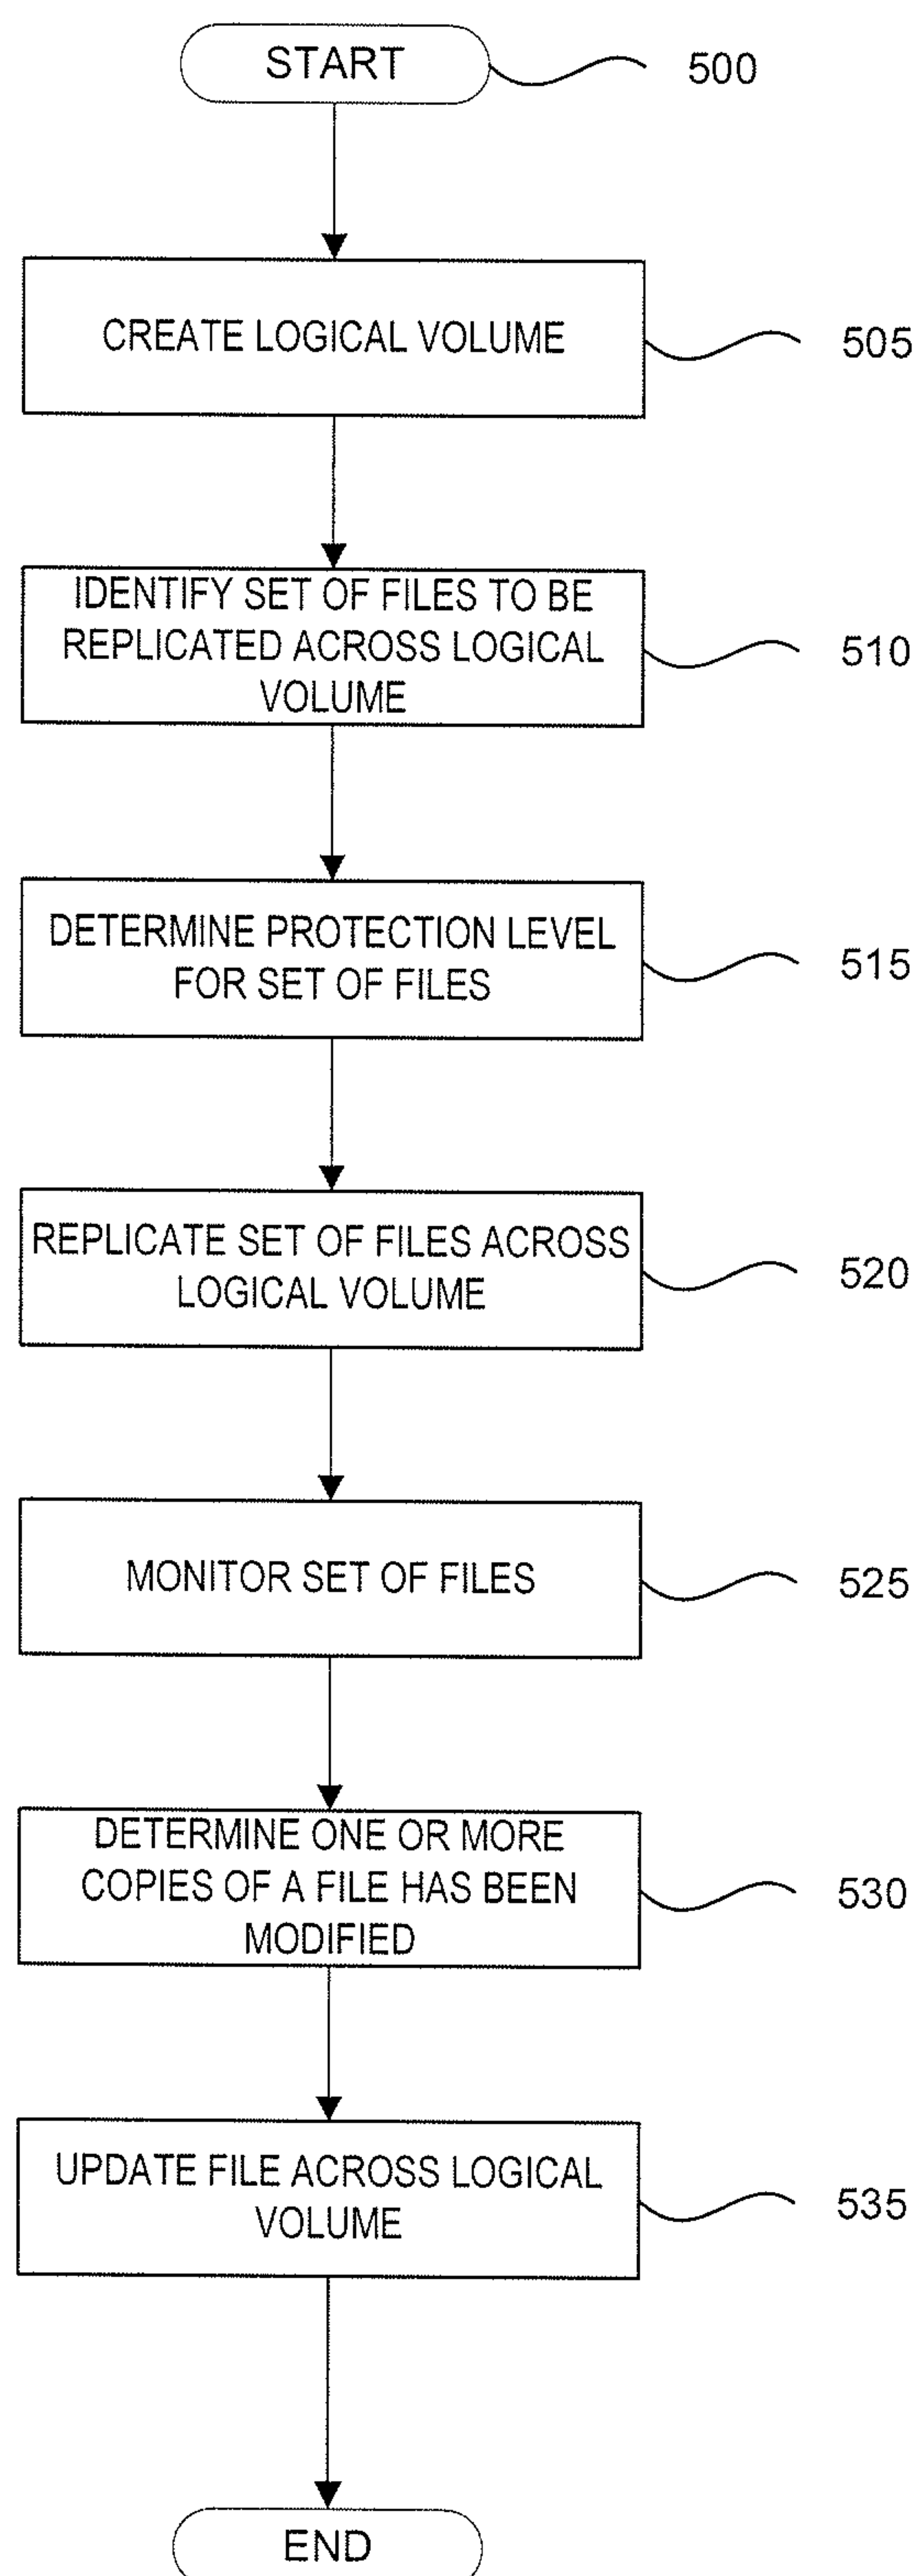 START
500
CREATE LOGICAL VOLUME
505
IDENTIFY SET OF FILES TO BE
REPLICATED ACROSS LOGICAL
VOLUME
510
DETERMINE PROTECTION LEVEL
FOR SET OF FILES
515
REPLICATE SET OF FILES ACROSS
LOGICAL VOLUME
520
MONITOR SET OF FILES
525
DETERMINE ONE OR MORE
COPIES OF A FILE HAS BEEN
MODIFIED
530
UPDATE FILE ACROSS LOGICAL
VOLUME
535
END